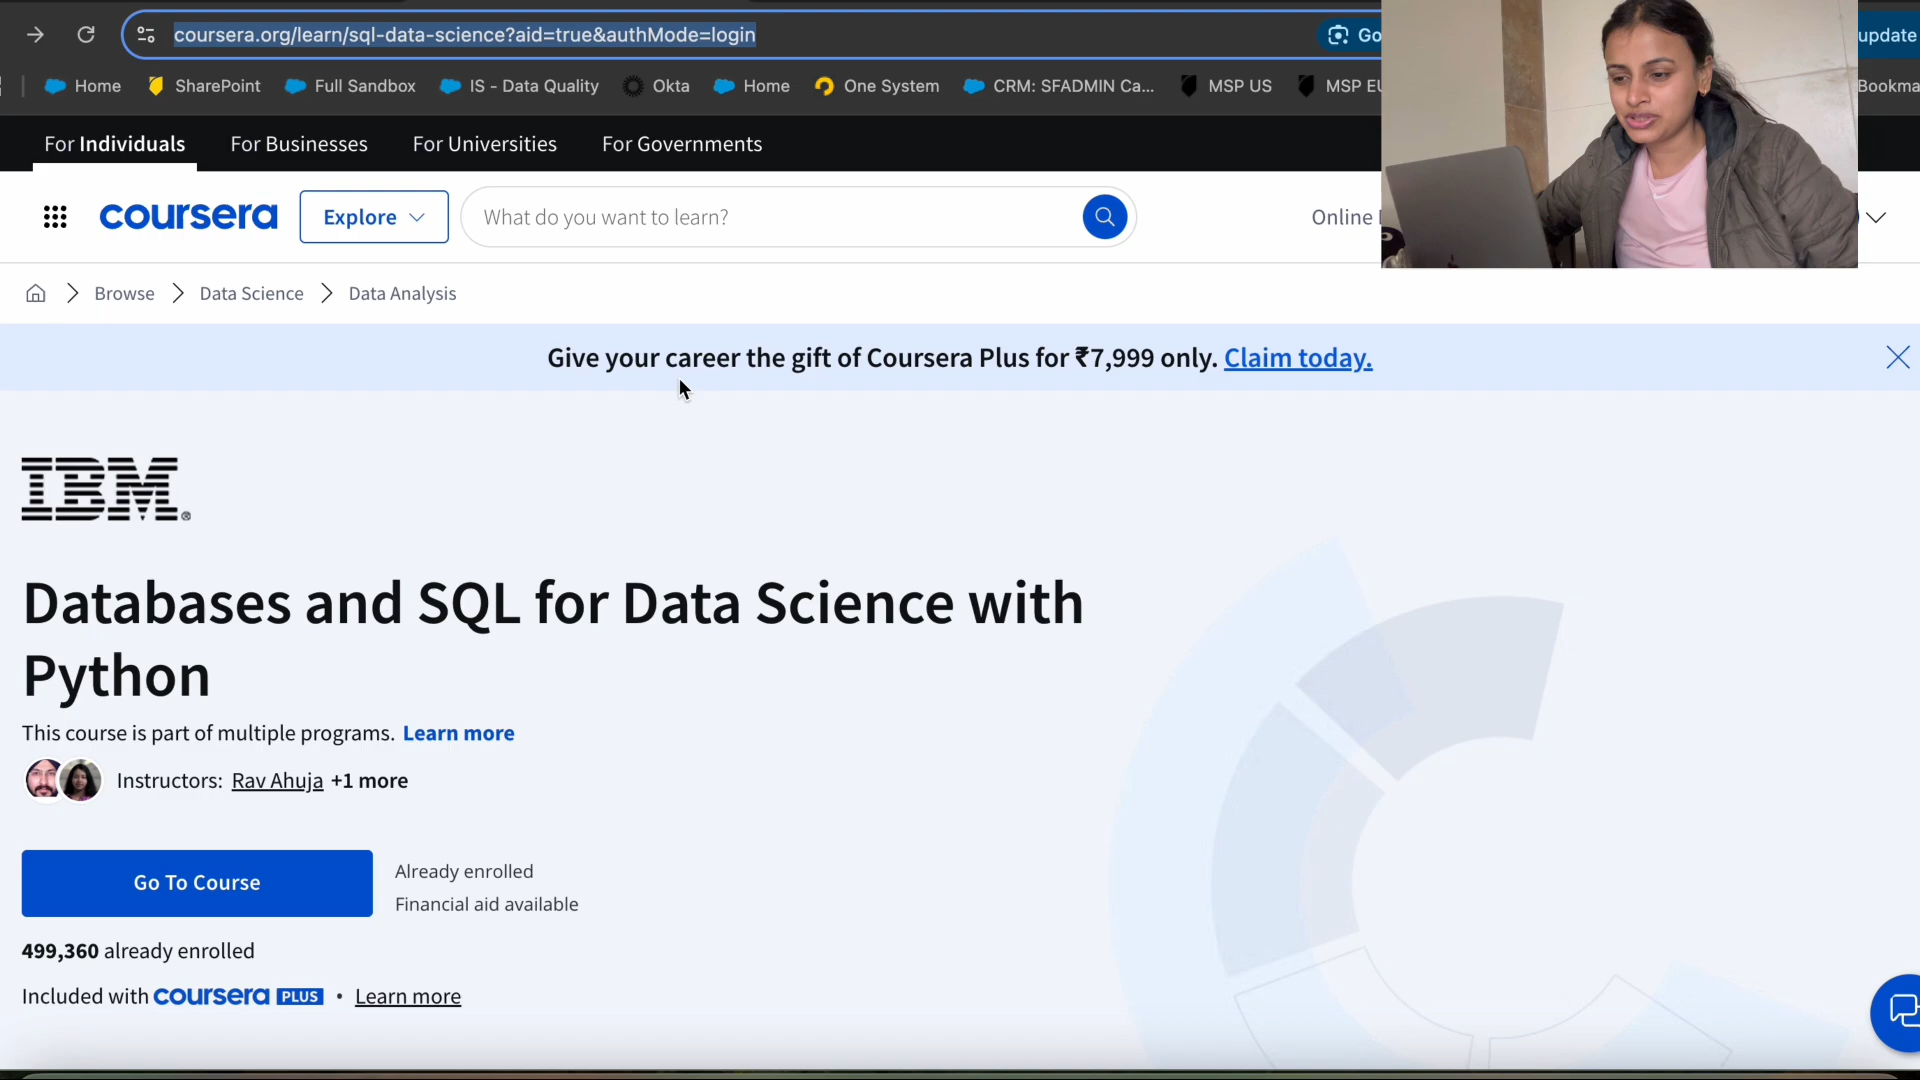 coursera.org/learn/sql-data-science?aid=true&authMode=login
Go
update
Home
SharePoint
Full Sandbox
IS - Data Quality
Okta
Home
One System
CRM: SFADMIN Ca...
MSP US
MSP EU
Bookma
For Individuals
For Businesses
For Universities
For Governments
coursera
Explore
What do you want to learn?
Online
Browse
Data Science
Data Analysis
Give your career the gift of Coursera Plus for ₹7,999 only. Claim today.
IBM®
Databases and SQL for Data Science with
Python
This course is part of multiple programs. Learn more
Instructors: Rav Ahuja +1 more
Go To Course
Already enrolled
Financial aid available
499,360 already enrolled
Included with coursera PLUS • Learn more